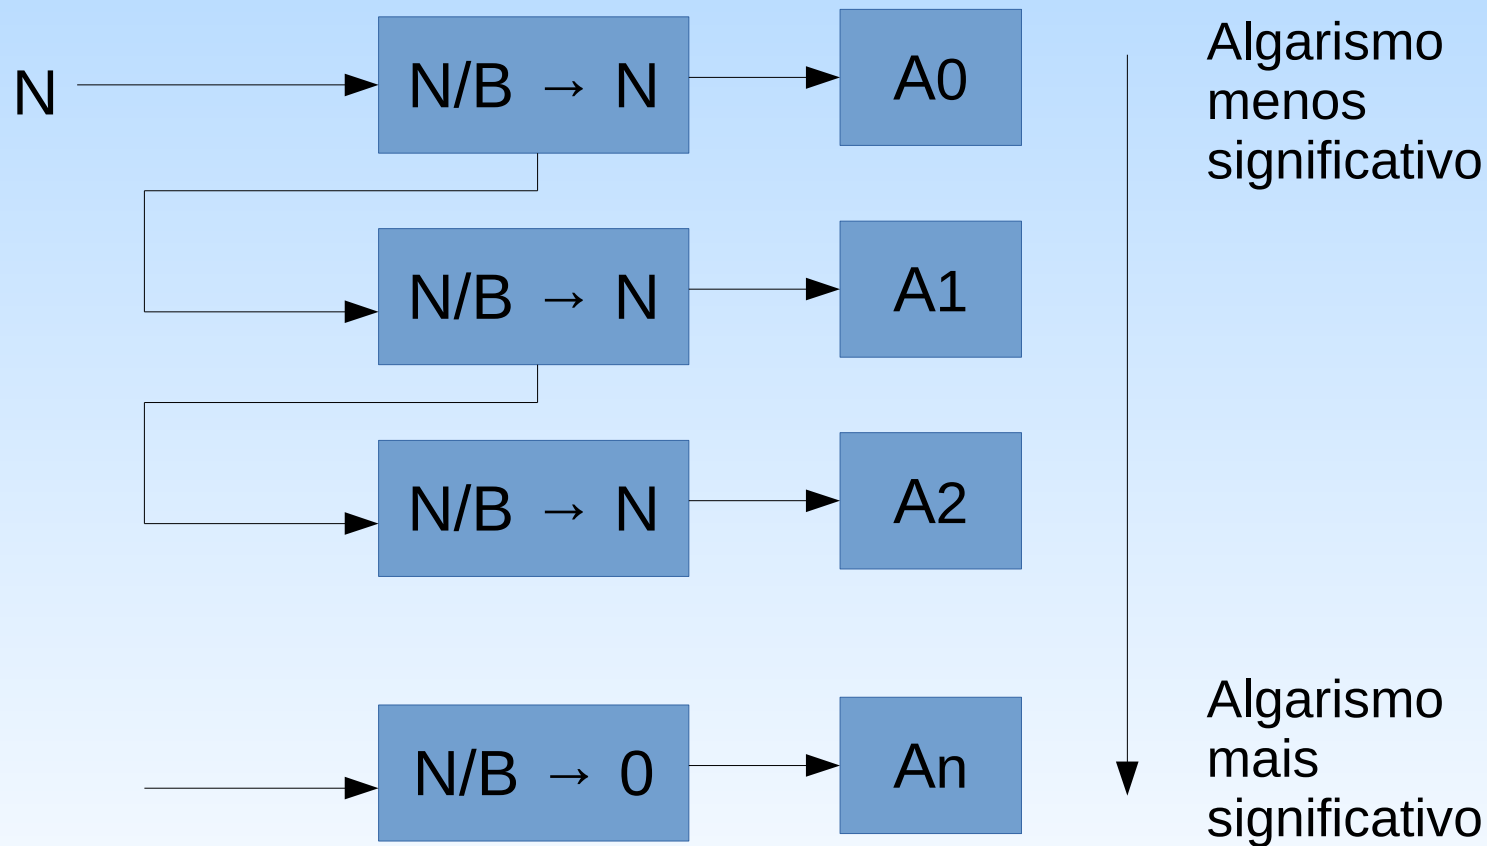 N
N/B → N
A0
Algarismo
menos
significativo
N/B → N
A1
N/B → N
A2
N/B → 0
An
Algarismo
mais
significativo